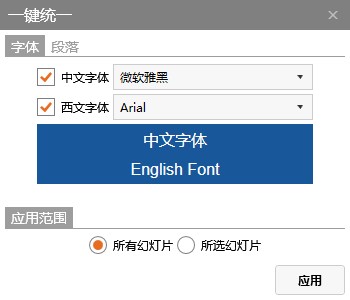 一键统一
字体 段落
中文字体 微软雅黑
西文字体 Arial
中文字体
English Font
应用范围
所有幻灯片 所选幻灯片
应用